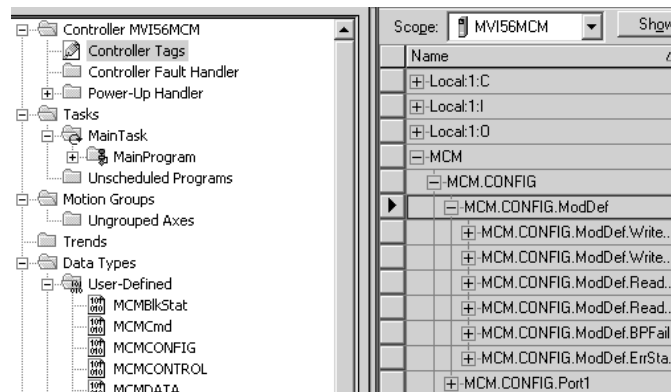 Controller MVI56MCM
Controller Tags
Controller Fault Handler
Power-Up Handler
Tasks
MainTask
MainProgram
Unscheduled Programs
Motion Groups
Ungrouped Axes
Trends
Data Types
User-Defined
MCMBlkStat
MCMCmd
MCMCONFIG
MCMCONTROL
MCMDATA
Scope: MVI56MCM Show
Name
Local:1:C
Local:1:I
Local:1:O
MCM
MCM.CONFIG
MCM.CONFIG.ModDef
MCM.CONFIG.ModDef.Write...
MCM.CONFIG.ModDef.Write...
MCM.CONFIG.ModDef.Read...
MCM.CONFIG.ModDef.Read...
MCM.CONFIG.ModDef.BPFail
MCM.CONFIG.ModDef.ErrSta...
MCM.CONFIG.Port1